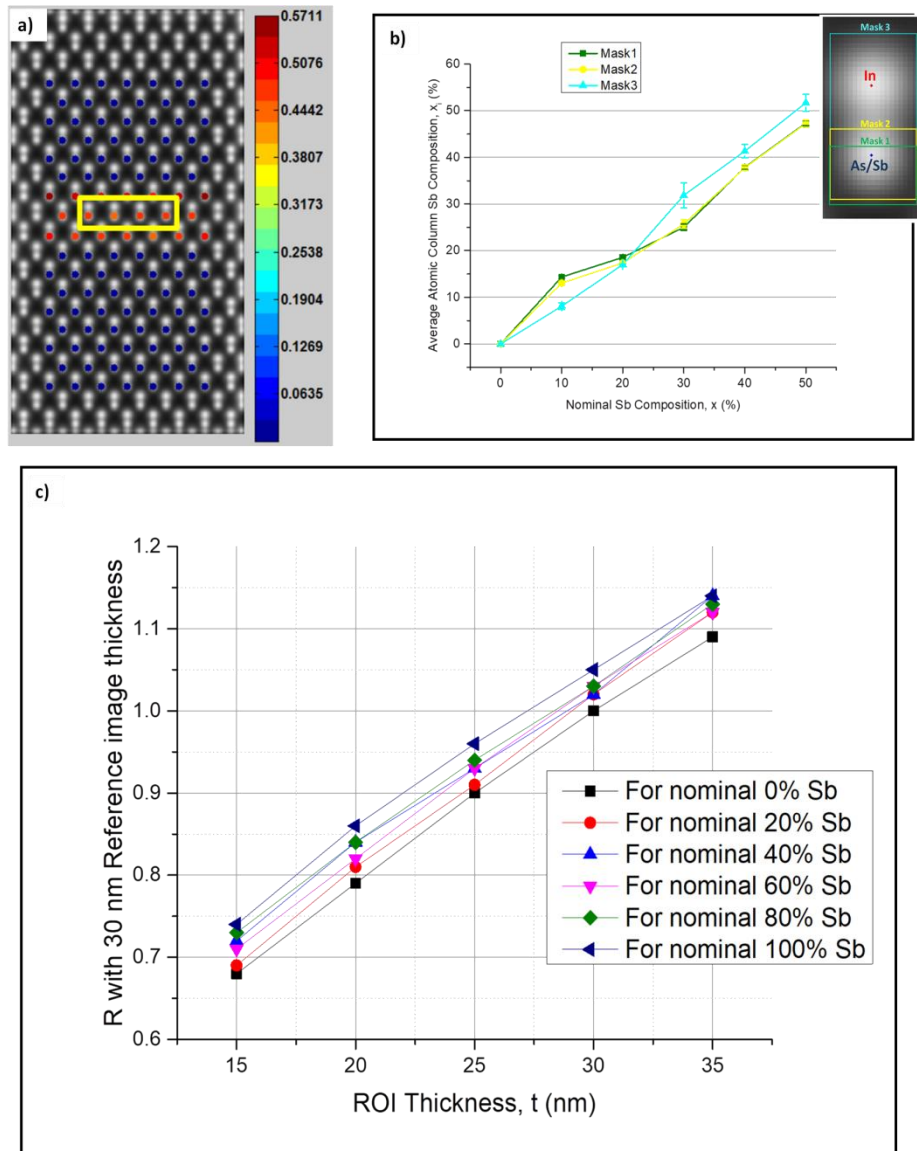 a)
0.5711
0.5076
0.4442
0.3807
0.3173
0.2538
0.1904
0.1269
0.0635
b)
Mask1
Mask2
Mask3
60
50
40
30
20
10
0
Average Atomic Column Sb Composition, xᵢ (%)
0 10 20 30 40 50
Nominal Sb Composition, x (%)
Mask 3
In
Mask 2
Mask 1
As/Sb
c)
1.2
1.1
1.0
0.9
0.8
0.7
0.6
R with 30 nm Reference image thickness
For nominal 0% Sb
For nominal 20% Sb
For nominal 40% Sb
For nominal 60% Sb
For nominal 80% Sb
For nominal 100% Sb
15 20 25 30 35
ROI Thickness, t (nm)